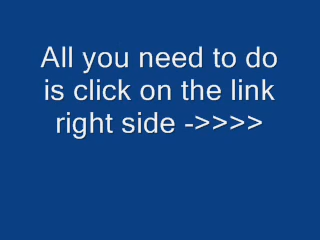 All you need to do
is click on the link
right side ->>>>